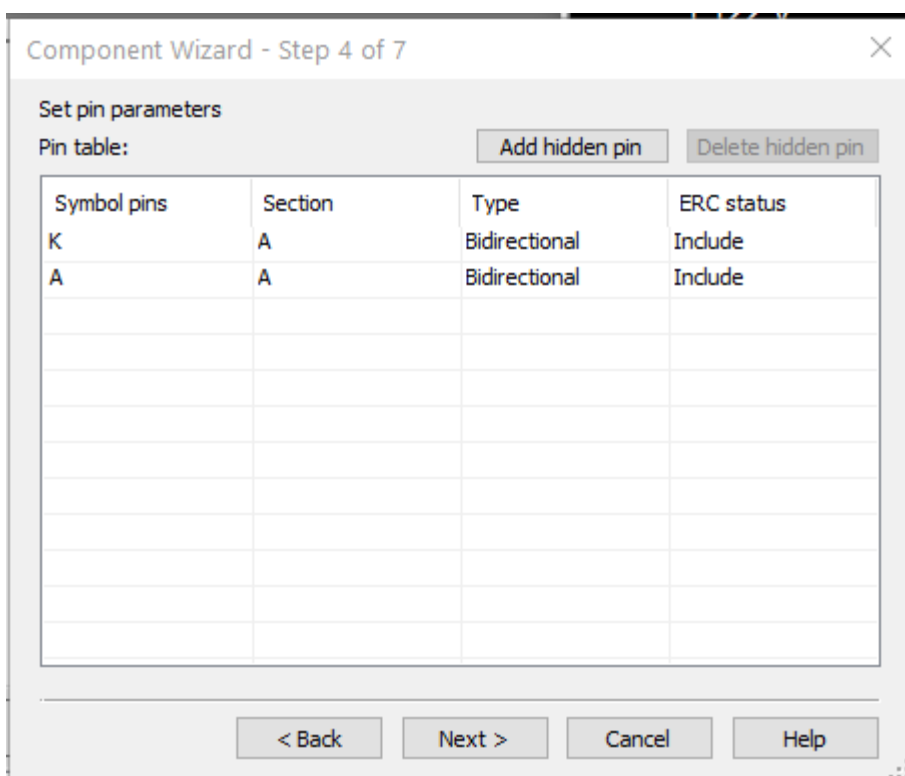 Component Wizard - Step 4 of 7
Set pin parameters
Pin table:
Add hidden pin
Delete hidden pin
Symbol pins Section Type ERC status
K A Bidirectional Include
A A Bidirectional Include
< Back Next > Cancel Help